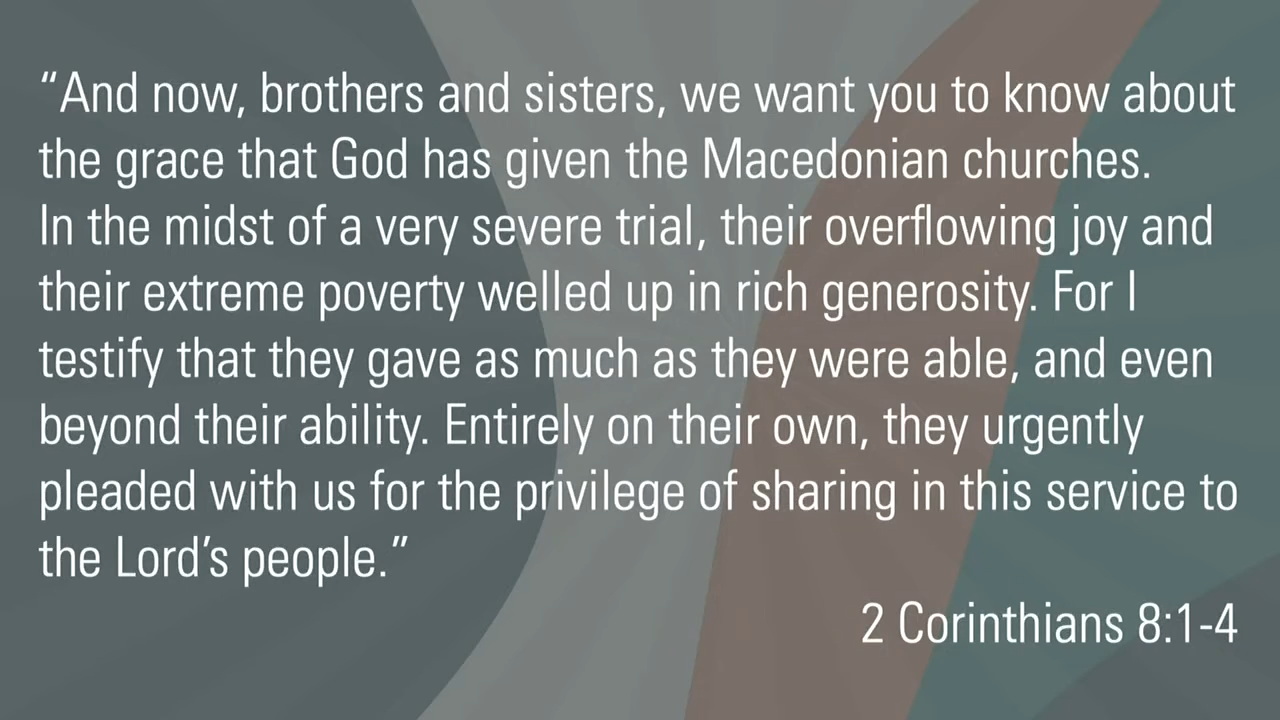 “And now, brothers and sisters, we want you to know about
the grace that God has given the Macedonian churches.
In the midst of a very severe trial, their overflowing joy and
their extreme poverty welled up in rich generosity. For I
testify that they gave as much as they were able, and even
beyond their ability. Entirely on their own, they urgently
pleaded with us for the privilege of sharing in this service to
the Lord’s people.”
2 Corinthians 8:1-4